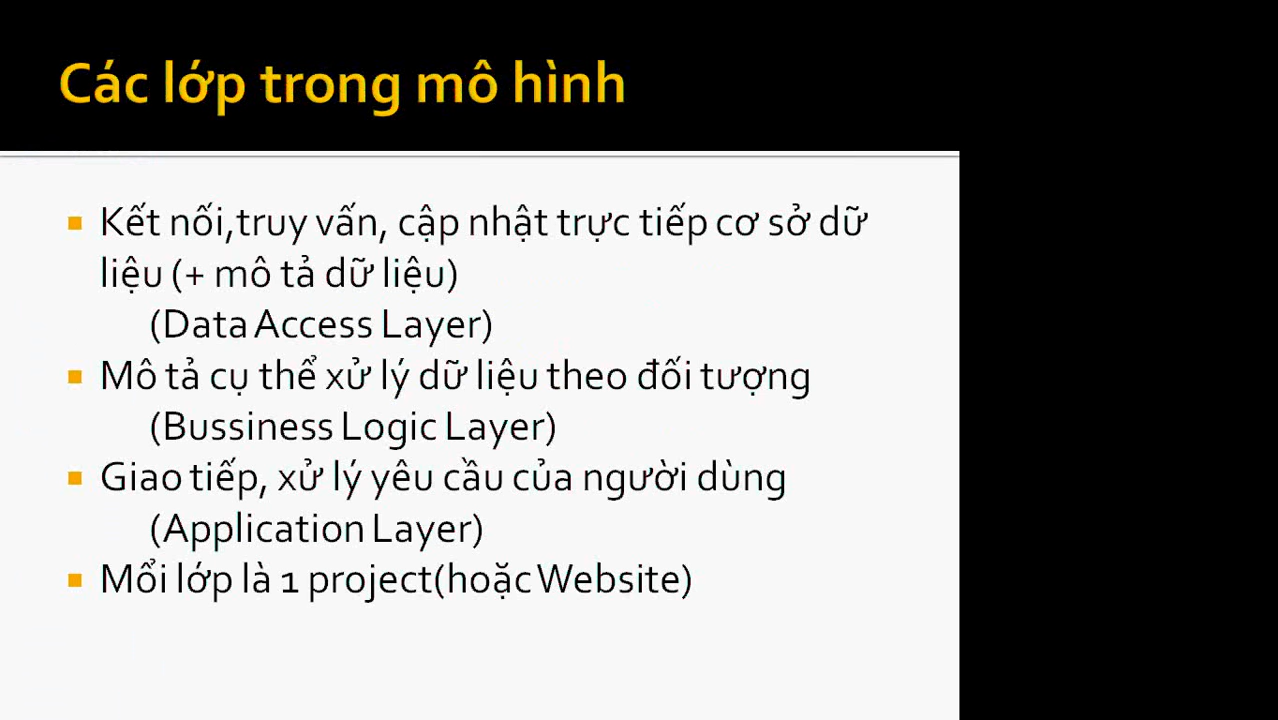 Các lớp trong mô hình
Kết nối,truy vấn, cập nhật trực tiếp cơ sở dữ
liệu (+ mô tả dữ liệu)
(Data Access Layer)
Mô tả cụ thể xử lý dữ liệu theo đối tượng
(Bussiness Logic Layer)
Giao tiếp, xử lý yêu cầu của người dùng
(Application Layer)
Mổi lớp là 1 project(hoặc Website)